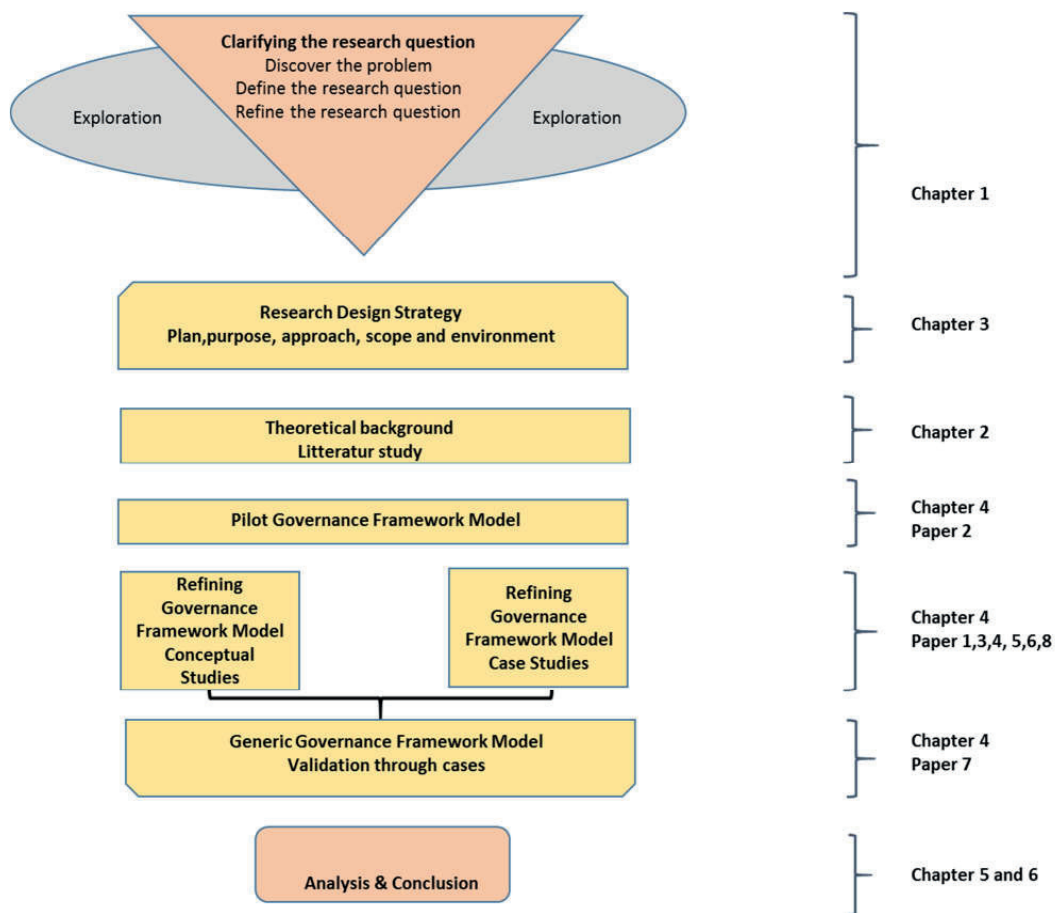 Clarifying the research question
Discover the problem
Define the research question
Refine the research question
Exploration
Exploration
Chapter 1
Research Design Strategy
Plan,purpose, approach, scope and environment
Chapter 3
Theoretical background
Litteratur study
Chapter 2
Pilot Governance Framework Model
Chapter 4
Paper 2
Refining
Governance
Framework Model
Conceptual
Studies
Refining
Governance
Framework Model
Case Studies
Chapter 4
Paper 1,3,4, 5,6,8
Generic Governance Framework Model
Validation through cases
Chapter 4
Paper 7
Analysis & Conclusion
Chapter 5 and 6